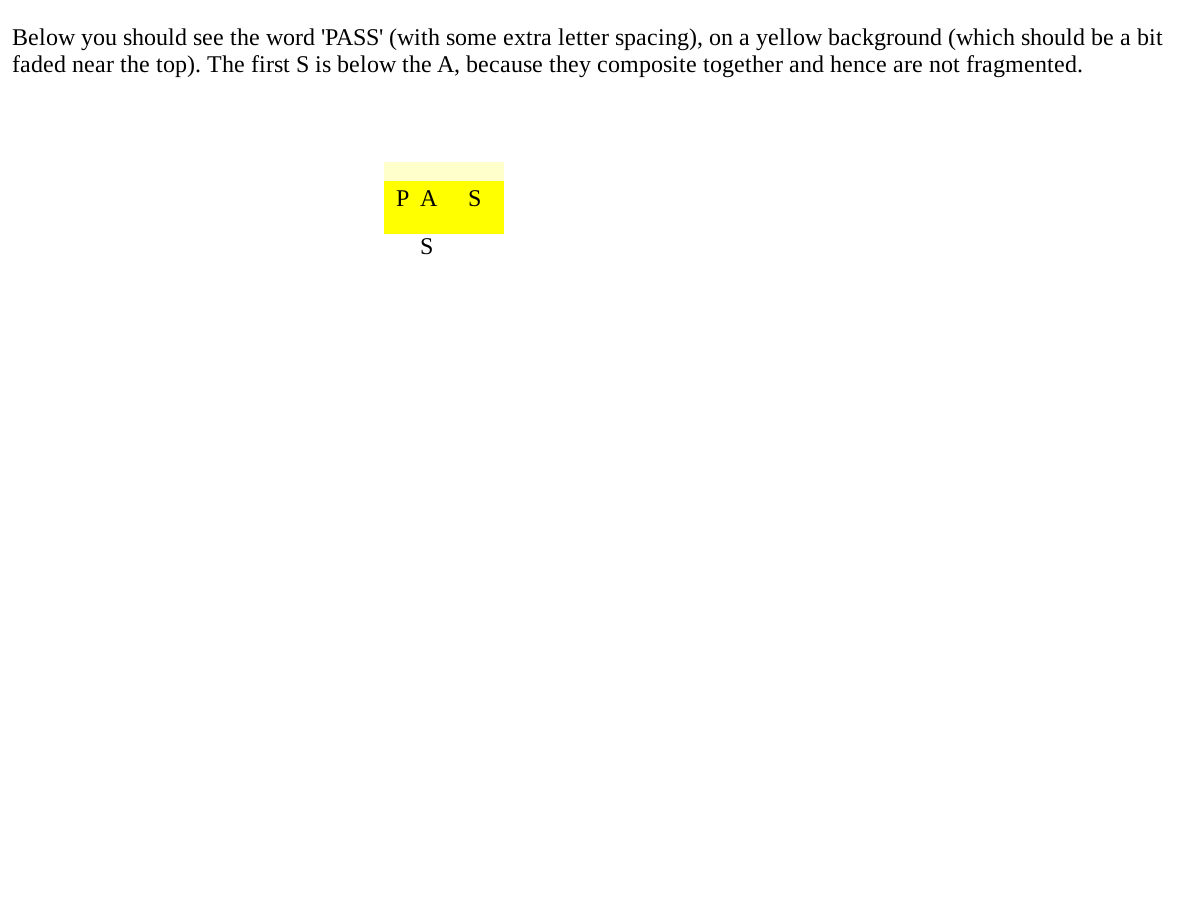 Below you should see the word 'PASS' (with some extra letter spacing), on a yellow background (which should be a bit
faded near the top). The first S is below the A, because they composite together and hence are not fragmented.
P A S
S